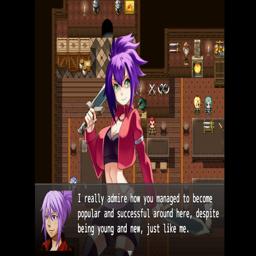 I really admire how you managed to become
popular and successful around here, despite
being young and new, just like me.